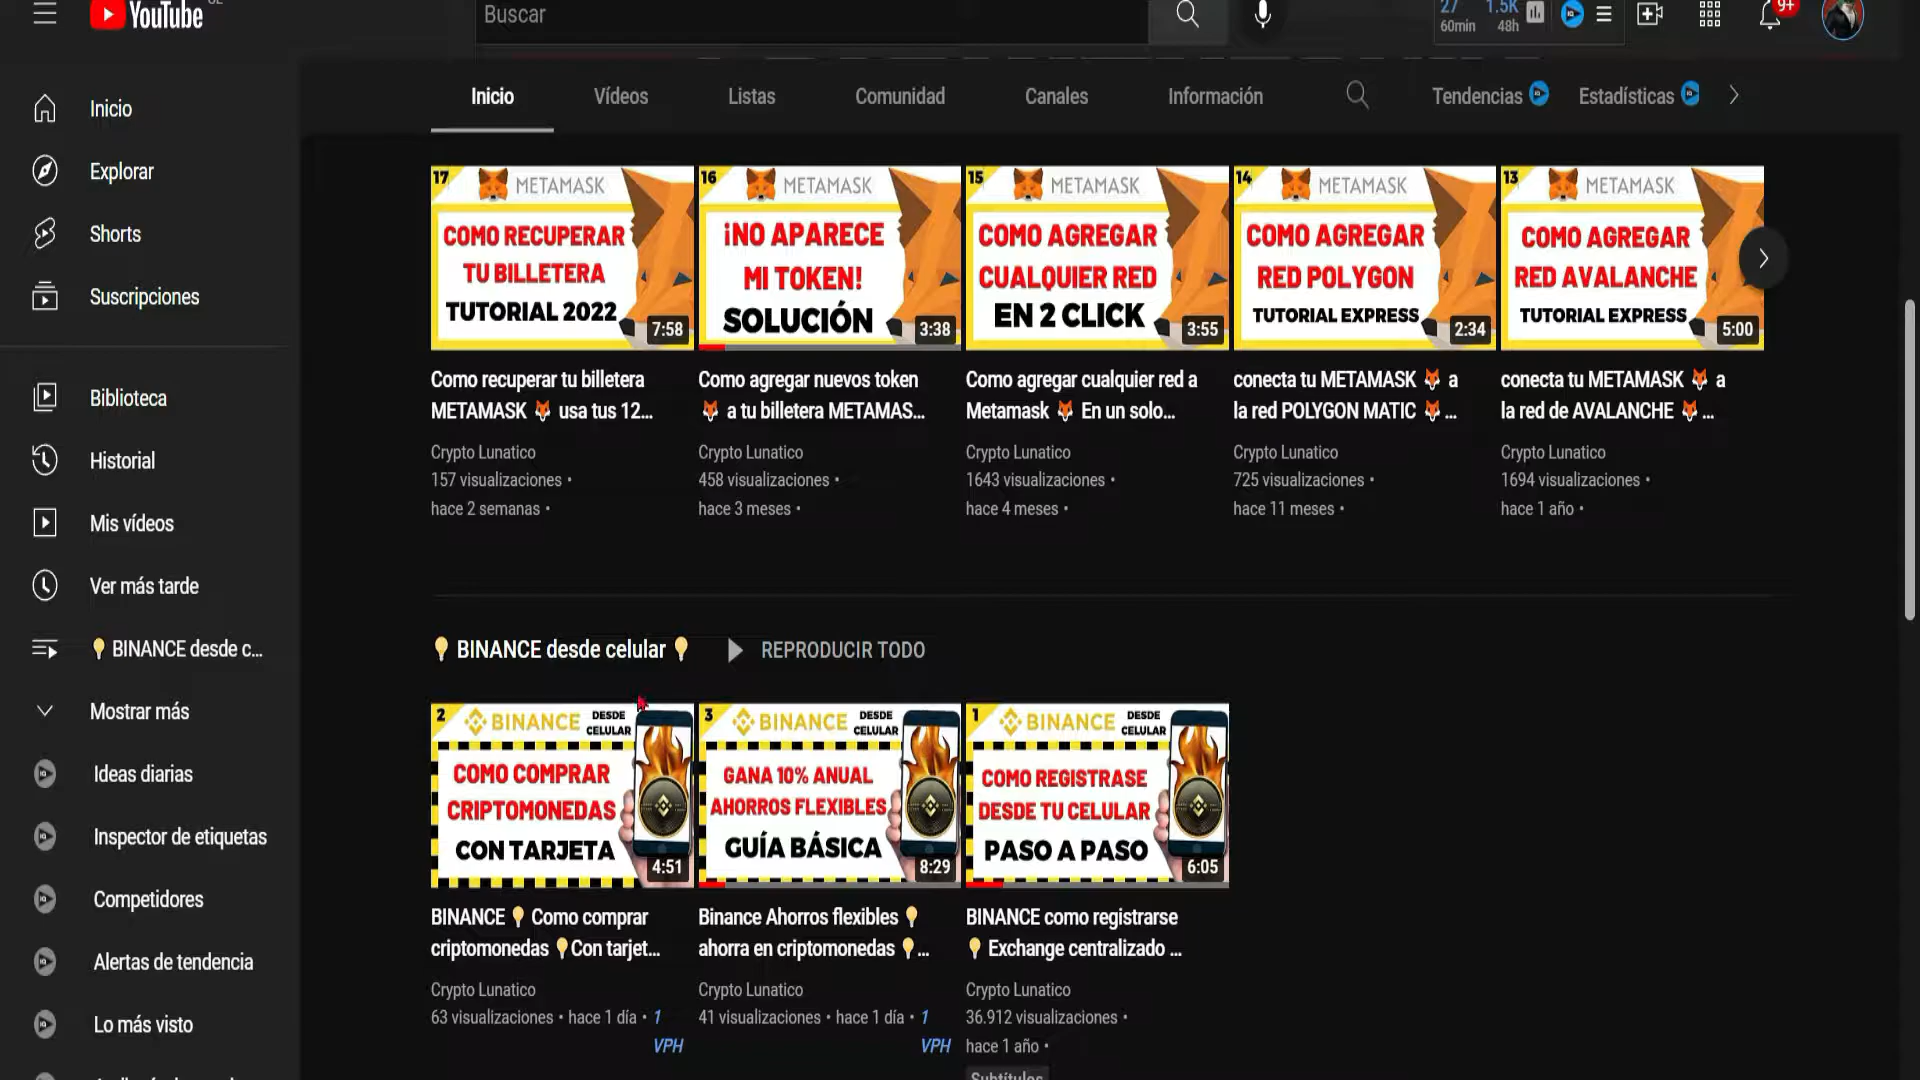 YouTube
CL
Buscar
27
60min
1.5K
48h
9+
Inicio
Explorar
Shorts
Suscripciones
Biblioteca
Historial
Mis vídeos
Ver más tarde
BINANCE desde c...
Mostrar más
Ideas diarias
Inspector de etiquetas
Competidores
Alertas de tendencia
Lo más visto
Inicio
Vídeos
Listas
Comunidad
Canales
Información
Tendencias
Estadísticas
17 METAMASK
COMO RECUPERAR
TU BILLETERA
TUTORIAL 2022
7:58
Como recuperar tu billetera
METAMASK 🦊 usa tus 12...
Crypto Lunatico
157 visualizaciones •
hace 2 semanas •
16 METAMASK
¡NO APARECE
MI TOKEN!
SOLUCIÓN
3:38
Como agregar nuevos token
🦊 a tu billetera METAMAS...
Crypto Lunatico
458 visualizaciones •
hace 3 meses •
15 METAMASK
COMO AGREGAR
CUALQUIER RED
EN 2 CLICK
3:55
Como agregar cualquier red a
Metamask 🦊 En un solo...
Crypto Lunatico
1643 visualizaciones •
hace 4 meses •
14 METAMASK
COMO AGREGAR
RED POLYGON
TUTORIAL EXPRESS
2:34
conecta tu METAMASK 🦊 a
la red POLYGON MATIC 🦊...
Crypto Lunatico
725 visualizaciones •
hace 11 meses •
13 METAMASK
COMO AGREGAR
RED AVALANCHE
TUTORIAL EXPRESS
5:00
conecta tu METAMASK 🦊 a
la red de AVALANCHE 🦊...
Crypto Lunatico
1694 visualizaciones •
hace 1 año •
💡 BINANCE desde celular 💡
REPRODUCIR TODO
2 BINANCE DESDE
CELULAR
COMO COMPRAR
CRIPTOMONEDAS
CON TARJETA
4:51
BINANCE 💡 Como comprar
criptomonedas 💡Con tarjet...
Crypto Lunatico
63 visualizaciones • hace 1 día • 1
VPH
3 BINANCE DESDE
CELULAR
GANA 10% ANUAL
AHORROS FLEXIBLES
GUÍA BÁSICA
8:29
Binance Ahorros flexibles 💡
ahorra en criptomonedas 💡...
Crypto Lunatico
41 visualizaciones • hace 1 día • 1
VPH
1 BINANCE DESDE
CELULAR
COMO REGISTRASE
DESDE TU CELULAR
PASO A PASO
6:05
BINANCE como registrarse
💡 Exchange centralizado ...
Crypto Lunatico
36.912 visualizaciones •
hace 1 año •
Subtítulos